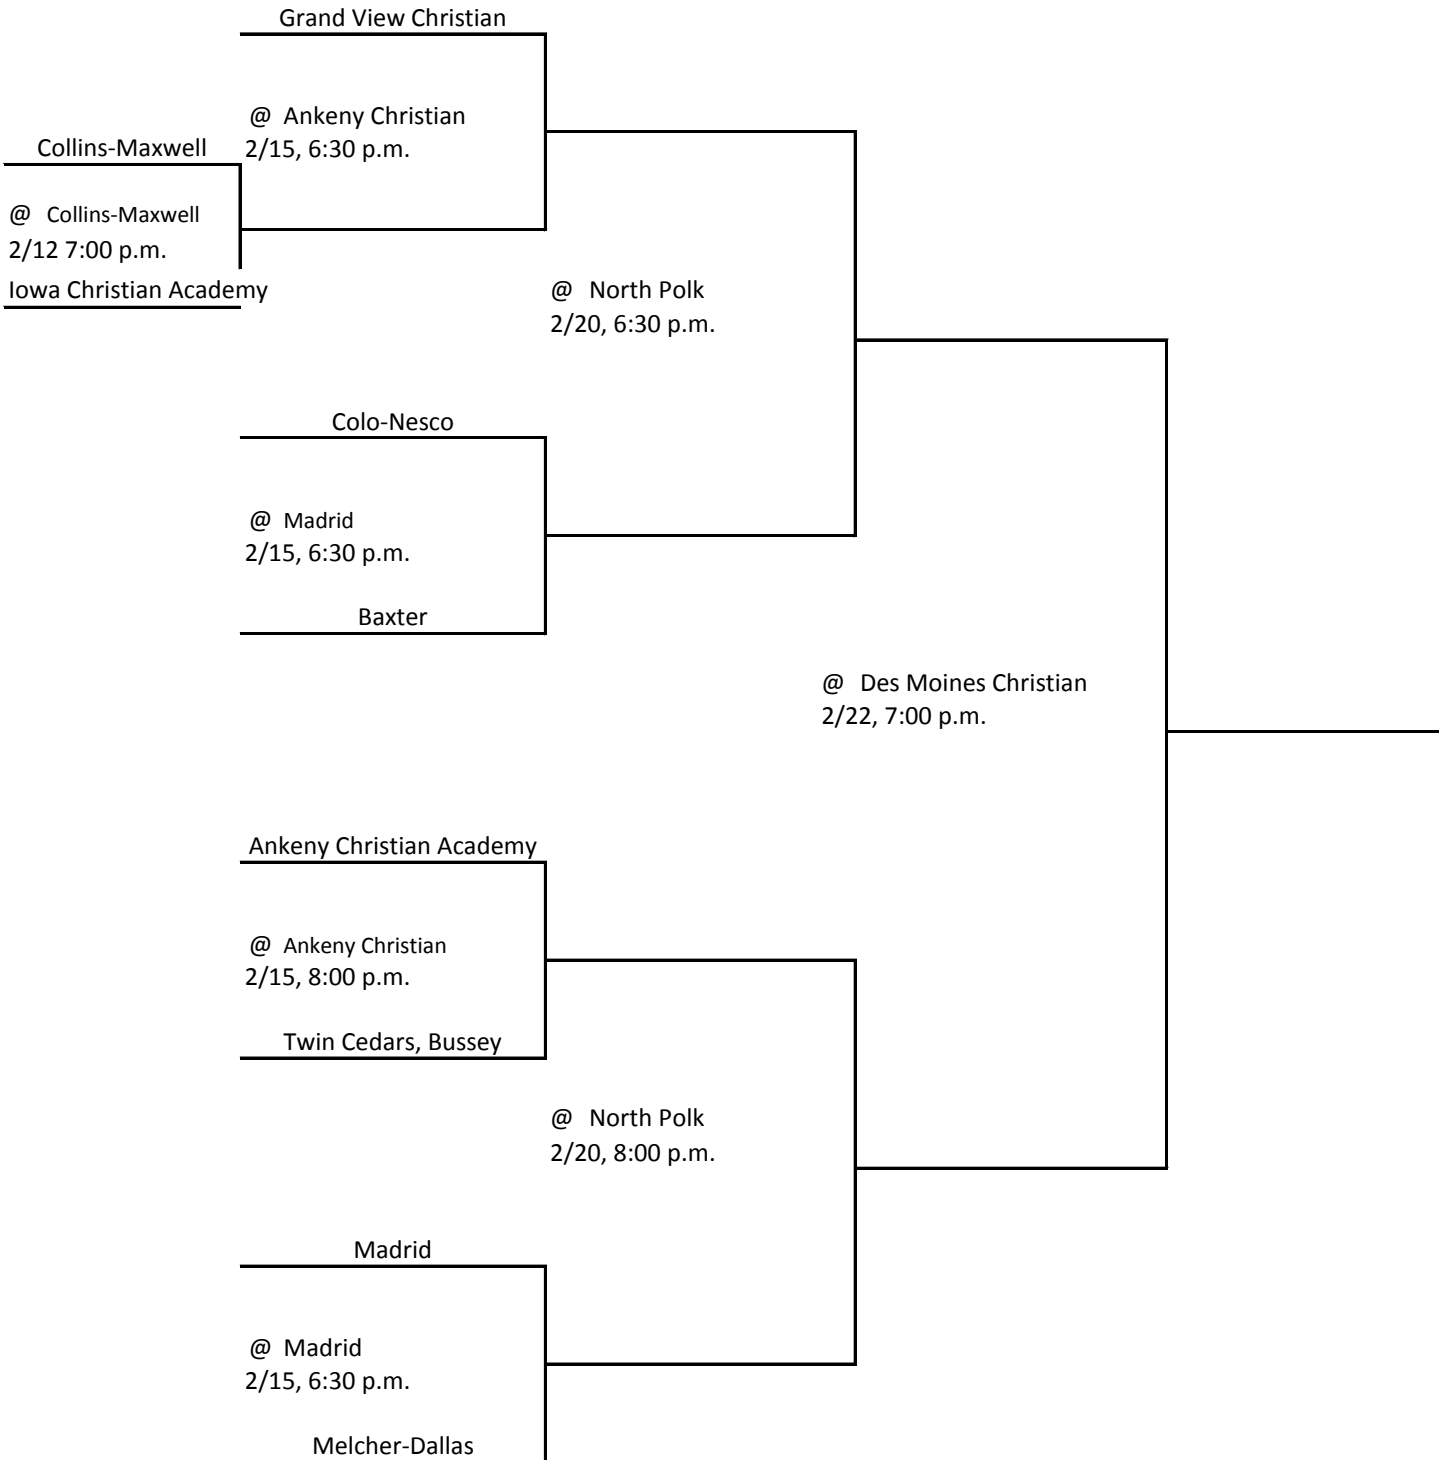 Grand View Christian
@ Ankeny Christian
2/15, 6:30 p.m.
Collins-Maxwell
@ Collins-Maxwell
2/12 7:00 p.m.
Iowa Christian Academy
@ North Polk
2/20, 6:30 p.m.
Colo-Nesco
@ Madrid
2/15, 6:30 p.m.
Baxter
@ Des Moines Christian
2/22, 7:00 p.m.
Ankeny Christian Academy
@ Ankeny Christian
2/15, 8:00 p.m.
Twin Cedars, Bussey
@ North Polk
2/20, 8:00 p.m.
Madrid
@ Madrid
2/15, 6:30 p.m.
Melcher-Dallas